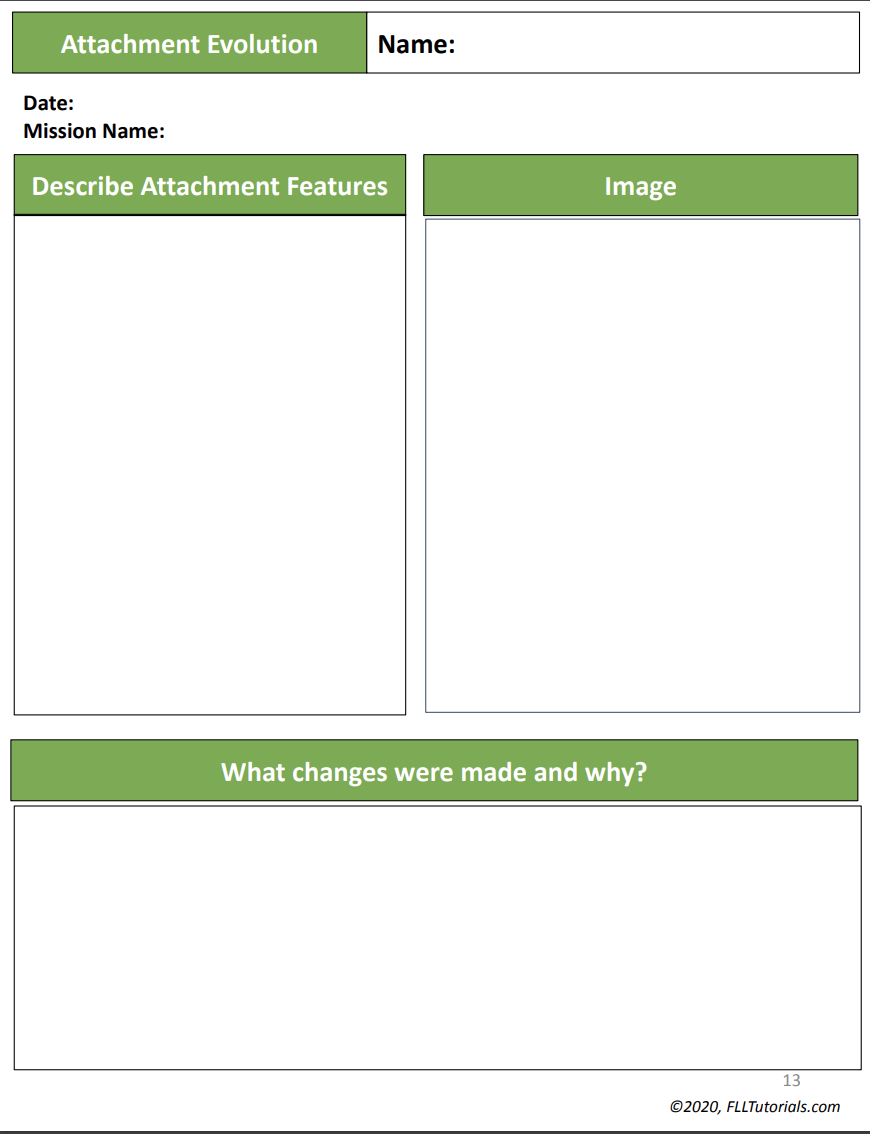 Attachment Evolution
Name:
Date:
Mission Name:
Describe Attachment Features
Image
What changes were made and why?
13
©2020, FLLTutorials.com